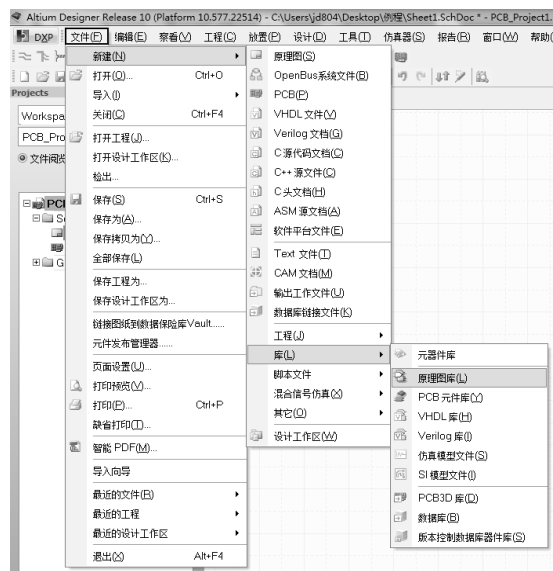 Altium Designer Release 10 (Platform 10.577.22514) - C:\Users\jd804\Desktop\例程\Sheet1.SchDoc * - PCB_Project1.
DXP 文件(F) 编辑(E) 察看(V) 工程(C) 放置(P) 设计(D) 工具(T) 仿真器(S) 报告(R) 窗口(W) 帮助(
Projects
Workspa
PCB_Pro
文件阅览
PCI
So
G
新建(N)
打开(O)... Ctrl+O
导入(I)
关闭(C) Ctrl+F4
打开工程(J)...
打开设计工作区(K)...
检出...
保存(S) Ctrl+S
保存为(A)...
保存拷贝为(Y)...
全部保存(L)
保存工程为...
保存设计工作区为...
链接图纸到数据保险库Vault......
元件发布管理器......
页面设置(U)...
打印预览(V)...
打印(P)... Ctrl+P
缺省打印(T)...
智能 PDF(M)...
导入向导
最近的文件(R)
最近的工程
最近的设计工作区
退出(X) Alt+F4
原理图(S)
OpenBus系统文件(B)
PCB(P)
VHDL 文件(V)
Verilog 文档(G)
C 源代码文档(C)
C++ 源文件(C)
C 头文档(H)
ASM 源文档(A)
软件平台文件(E)
Text 文件(T)
CAM 文档(M)
输出工作文件(U)
数据库链接文件(K)
工程(J)
库(L)
脚本文件
混合信号仿真(X)
其它(O)
设计工作区(W)
元器件库
原理图库(L)
PCB 元件库(Y)
VHDL 库(H)
Verilog 库(I)
仿真模型文件(S)
SI 模型文件(I)
PCB3D 库(D)
数据库(B)
版本控制数据库器件库(S)